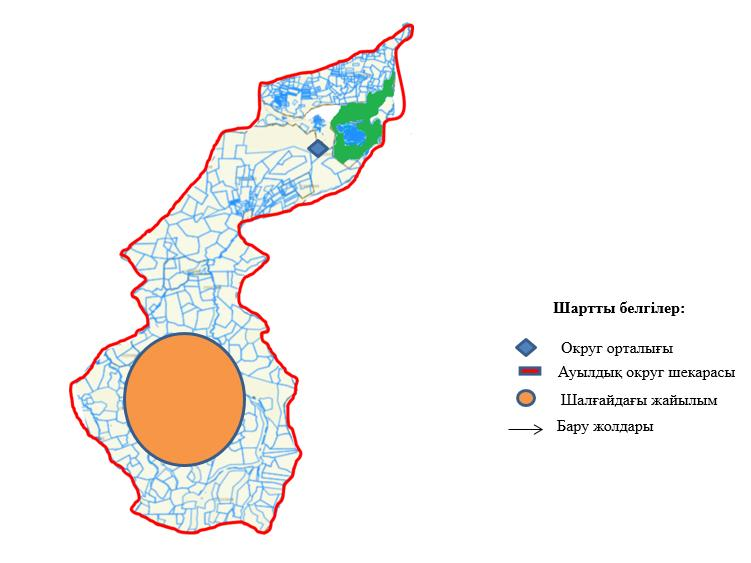 Шартты белгілер:
Округ орталығы
Ауылдық округ шекарасы
Шалғайдағы жайылым
Бару жолдары